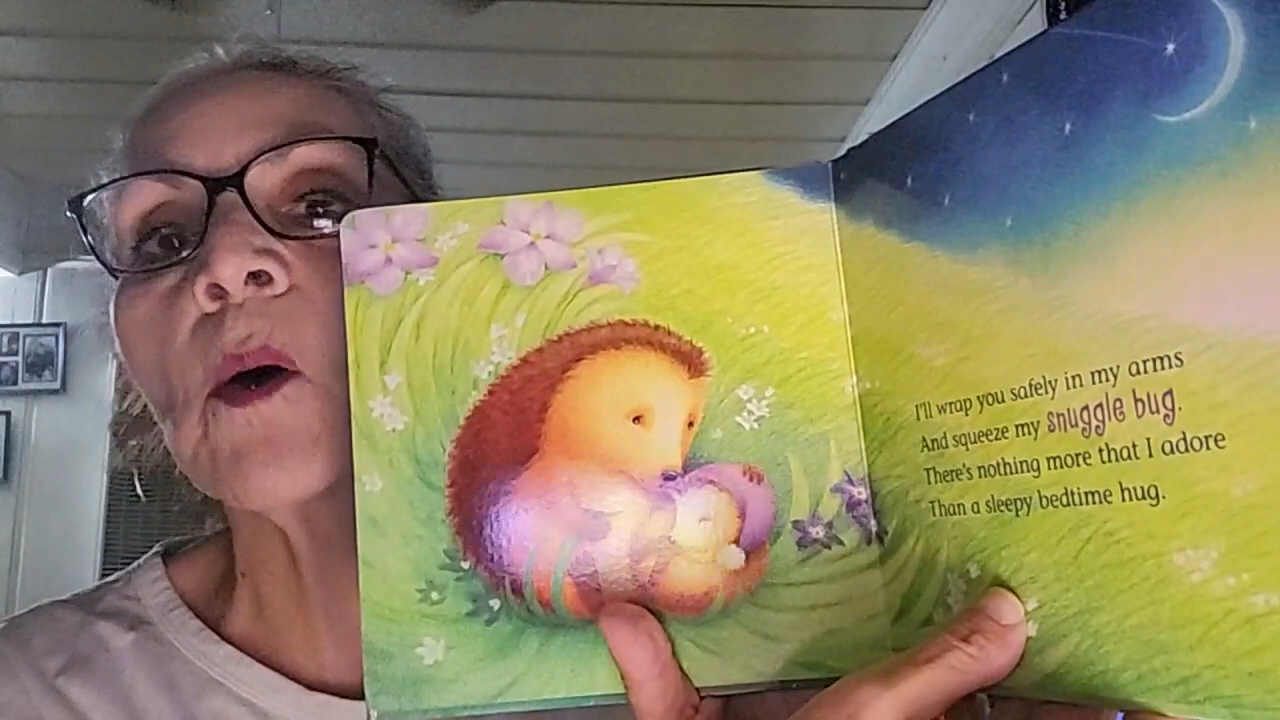 I'll wrap you safely in my arms
And squeeze my snuggle bug.
There's nothing more that I adore
Than a sleepy bedtime hug.